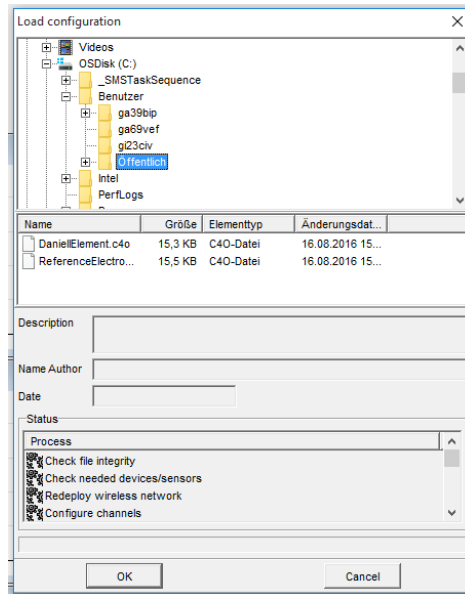 Load configuration
Videos
OSDisk (C:)
_SMSTaskSequence
Benutzer
ga39bip
ga69vef
gi23civ
Öffentlich
Intel
PerfLogs
Name Größe Elementtyp Änderungsdat...
DaniellElement.c4o 15,3 KB C4O-Datei 16.08.2016 15...
ReferenceElectro... 15,5 KB C4O-Datei 16.08.2016 15...
Description
Name Author
Date
Status
Process
Check file integrity
Check needed devices/sensors
Redeploy wireless network
Configure channels
OK Cancel